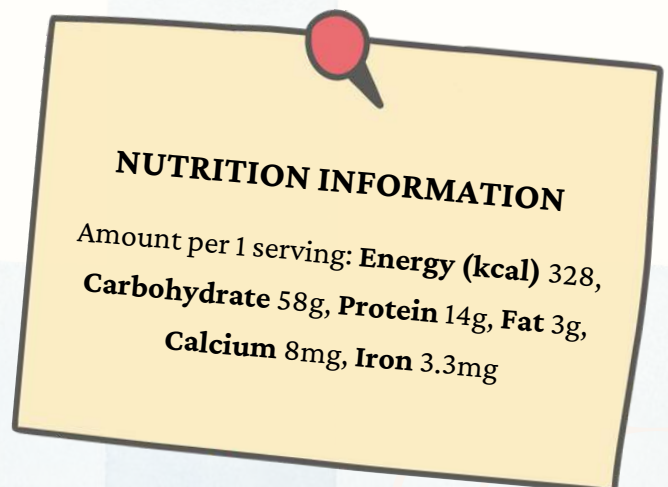 NUTRITION INFORMATION
Amount per 1 serving: Energy (kcal) 328,
Carbohydrate 58g, Protein 14g, Fat 3g,
Calcium 8mg, Iron 3.3mg